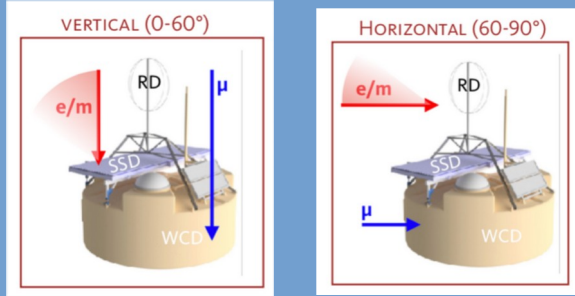 VERTICAL (0-60°)
RD
e/m
μ
SSD
WCD
HORIZONTAL (60-90°)
RD
e/m
SSD
μ
WCD